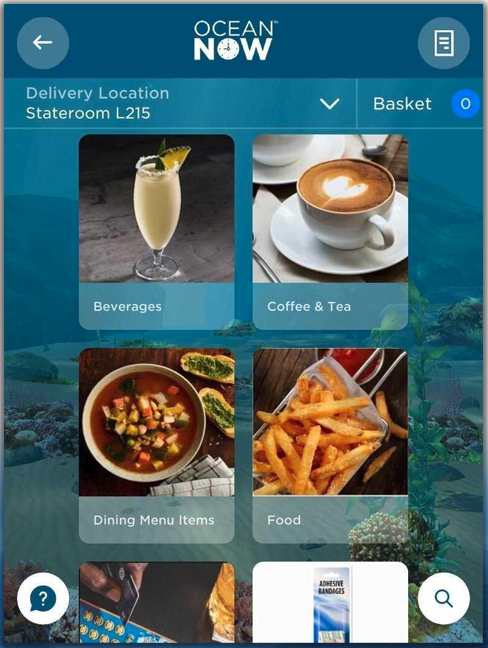 OCEAN™
NOW
Delivery Location
Stateroom L215
Basket
0
Beverages
Coffee & Tea
Dining Menu Items
Food
ADHESIVE
BANDAGES
?